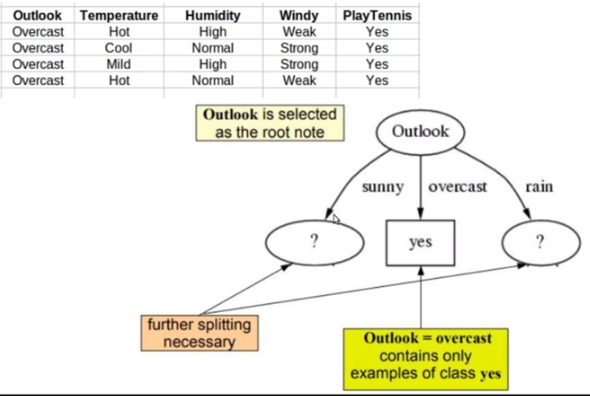 Outlook Temperature Humidity Windy PlayTennis
Overcast Hot High Weak Yes
Overcast Cool Normal Strong Yes
Overcast Mild High Strong Yes
Overcast Hot Normal Weak Yes
Outlook is selected
as the root note
Outlook
sunny overcast rain
? yes ?
further splitting
necessary
Outlook = overcast
contains only
examples of class yes